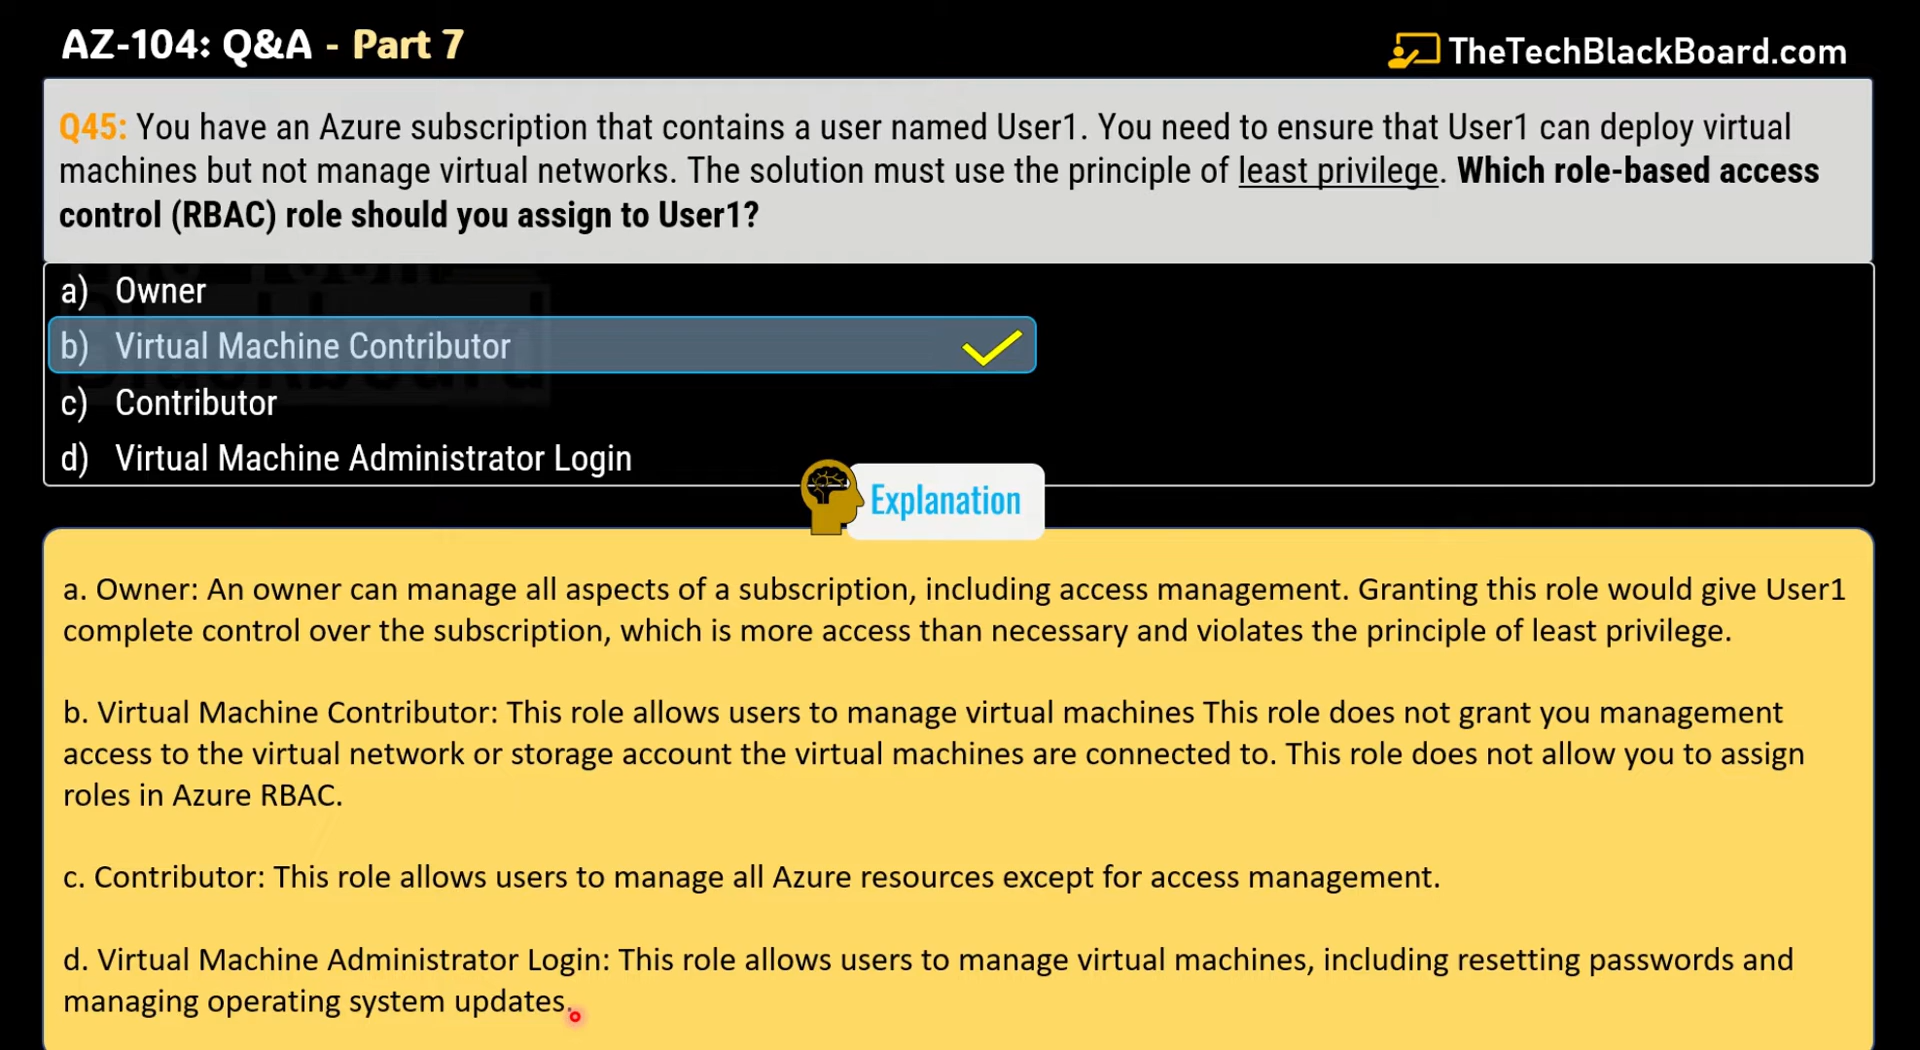 AZ-104: Q&A - Part 7
TheTechBlackBoard.com
Q45: You have an Azure subscription that contains a user named User1. You need to ensure that User1 can deploy virtual
machines but not manage virtual networks. The solution must use the principle of least privilege. Which role-based access
control (RBAC) role should you assign to User1?
a) Owner
b) Virtual Machine Contributor
c) Contributor
d) Virtual Machine Administrator Login
Explanation
a. Owner: An owner can manage all aspects of a subscription, including access management. Granting this role would give User1
complete control over the subscription, which is more access than necessary and violates the principle of least privilege.
b. Virtual Machine Contributor: This role allows users to manage virtual machines This role does not grant you management
access to the virtual network or storage account the virtual machines are connected to. This role does not allow you to assign
roles in Azure RBAC.
c. Contributor: This role allows users to manage all Azure resources except for access management.
d. Virtual Machine Administrator Login: This role allows users to manage virtual machines, including resetting passwords and
managing operating system updates.